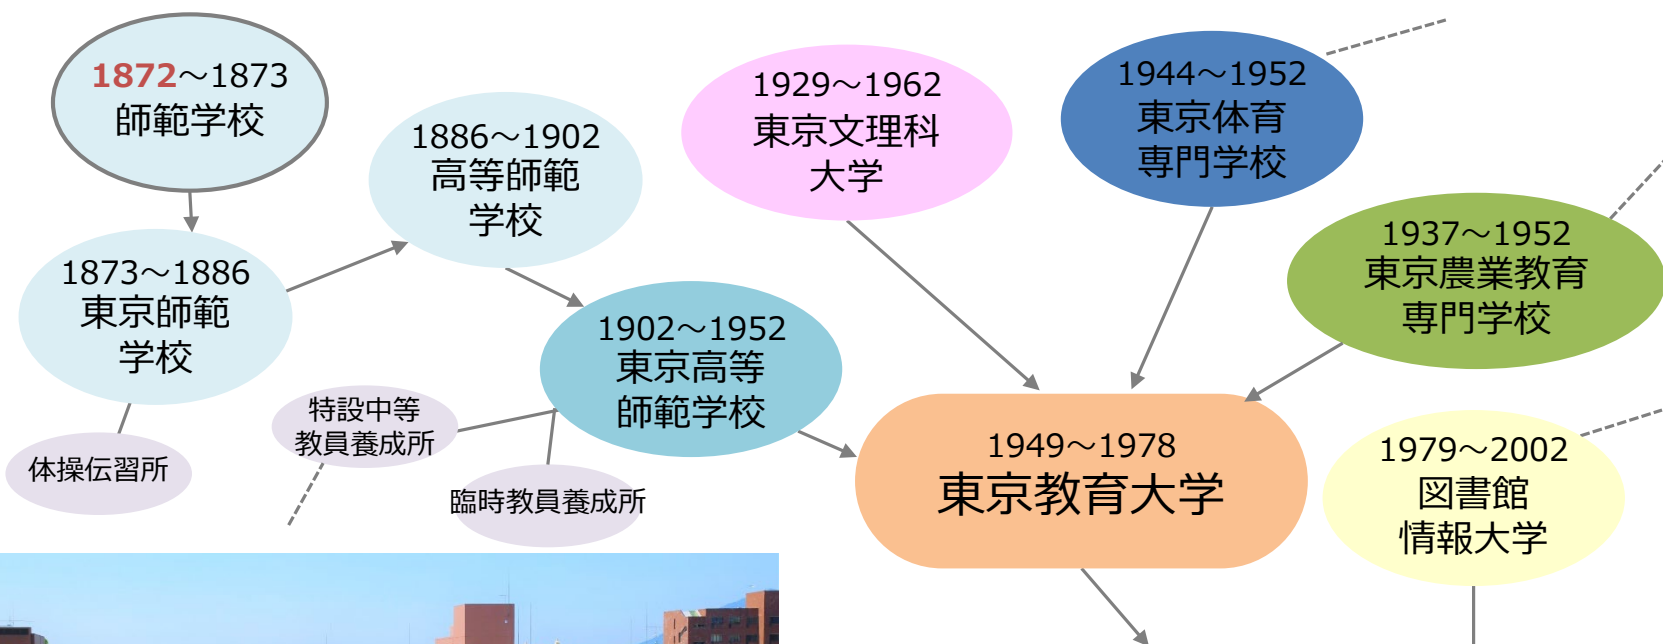 1872～1873
師範学校
1886～1902
高等師範
学校
1929～1962
東京文理科
大学
1944～1952
東京体育
専門学校
1873～1886
東京師範
学校
1902～1952
東京高等
師範学校
1937～1952
東京農業教育
専門学校
体操伝習所
特設中等
教員養成所
臨時教員養成所
1949～1978
東京教育大学
1979～2002
図書館
情報大学